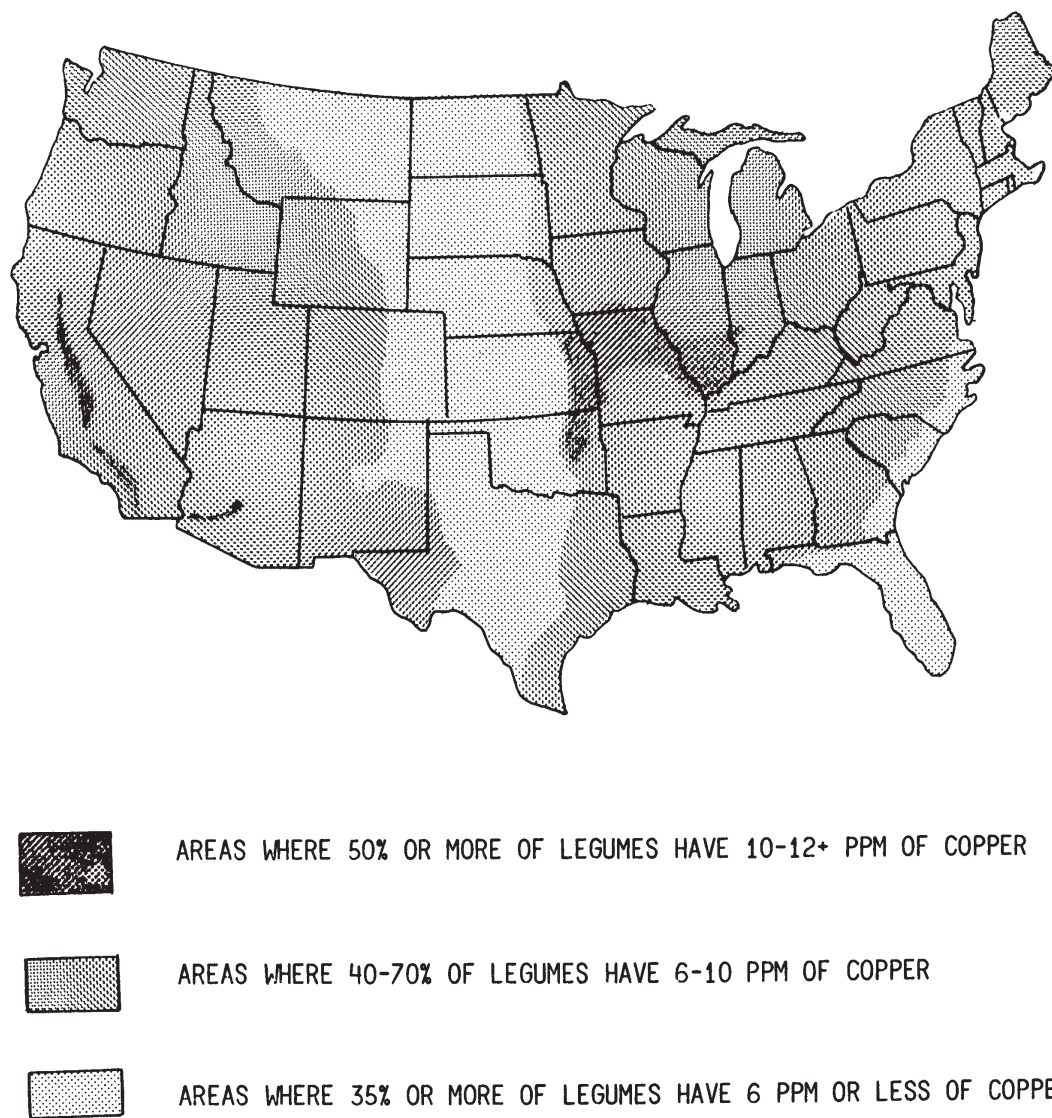 AREAS WHERE 50% OR MORE OF LEGUMES HAVE 10-12+ PPM OF COPPER
AREAS WHERE 40-70% OF LEGUMES HAVE 6-10 PPM OF COPPER
AREAS WHERE 35% OR MORE OF LEGUMES HAVE 6 PPM OR LESS OF COPPE